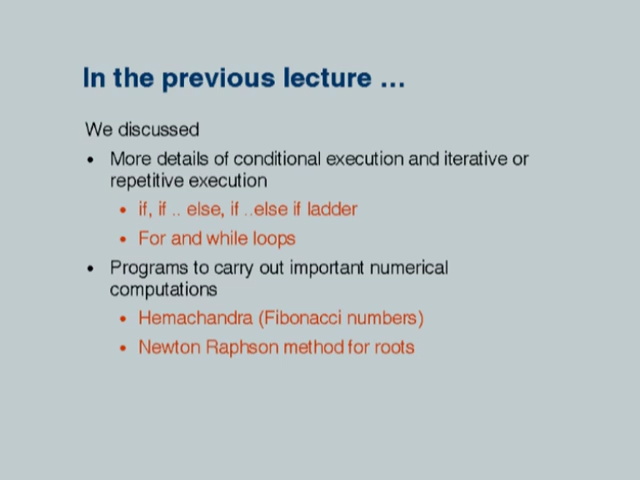 In the previous lecture ...
We discussed
• More details of conditional execution and iterative or
repetitive execution
• if, if .. else, if ..else if ladder
• For and while loops
• Programs to carry out important numerical
computations
• Hemachandra (Fibonacci numbers)
• Newton Raphson method for roots